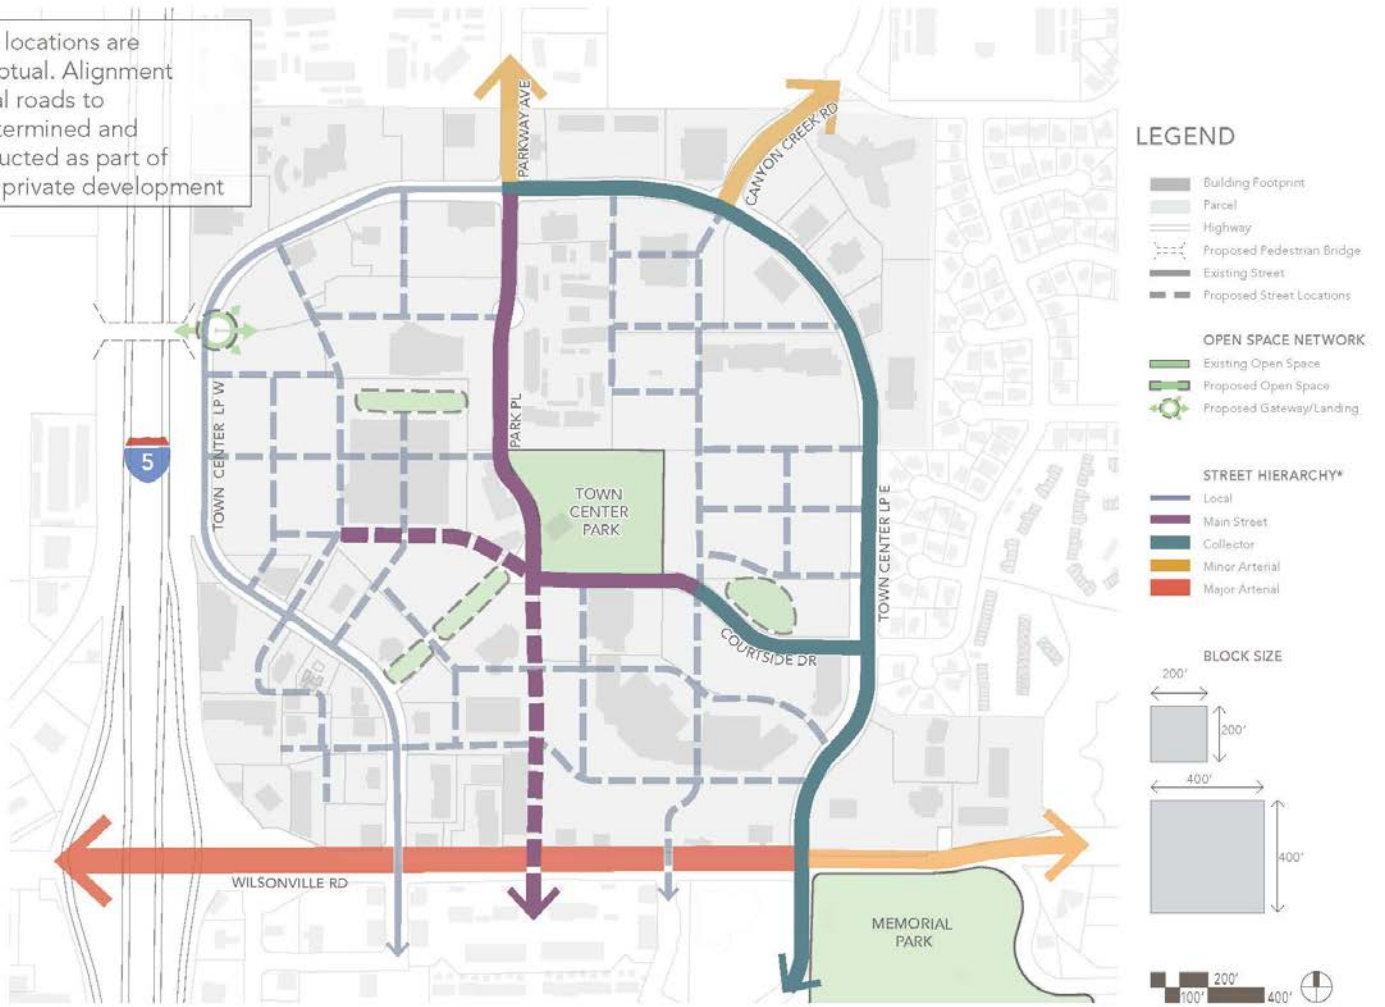 locations are
ptual. Alignment
al roads to
termined and
ucted as part of
private development
PARKWAY AVE
CANYON CREEK RD
TOWN CENTER LP W
PARK PL
5
TOWN
CENTER
PARK
TOWN CENTER LP E
COURTSIDE DR
WILSONVILLE RD
MEMORIAL
PARK
LEGEND
Building Footprint
Parcel
Highway
Proposed Pedestrian Bridge
Existing Street
Proposed Street Locations
OPEN SPACE NETWORK
Existing Open Space
Proposed Open Space
Proposed Gateway/Landing
STREET HIERARCHY*
Local
Main Street
Collector
Minor Arterial
Major Arterial
BLOCK SIZE
200'
200'
400'
400'
200'
100'
400'